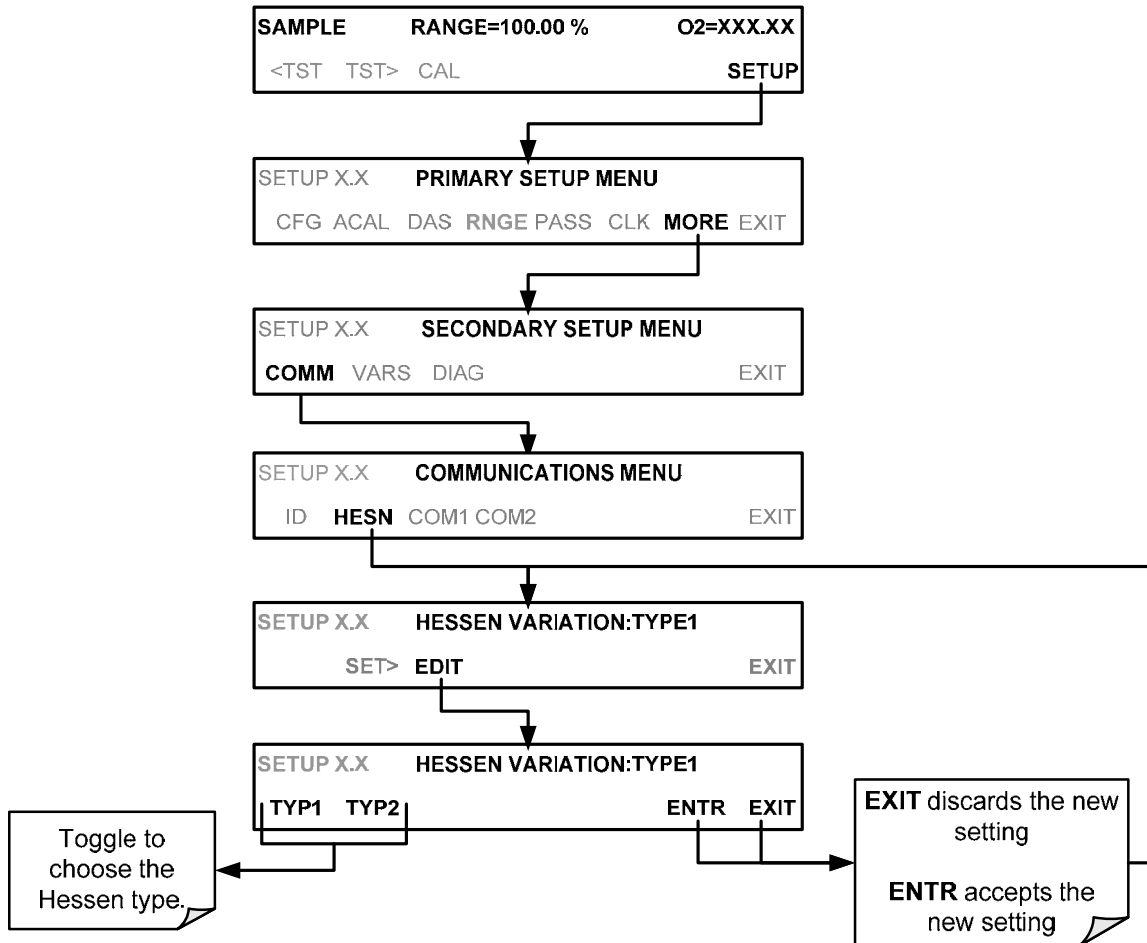 SAMPLE RANGE=100.00 % O2=XXX.XX
<TST TST> CAL SETUP
SETUP X.X PRIMARY SETUP MENU
CFG ACAL DAS RNGE PASS CLK MORE EXIT
SETUP X.X SECONDARY SETUP MENU
COMM VARS DIAG EXIT
SETUP X.X COMMUNICATIONS MENU
ID HESN COM1 COM2 EXIT
SETUP X.X HESSEN VARIATION:TYPE1
SET> EDIT EXIT
SETUP X.X HESSEN VARIATION:TYPE1
TYP1 TYP2 ENTR EXIT
Toggle to
choose the
Hessen type.
EXIT discards the new
setting
ENTR accepts the
new setting